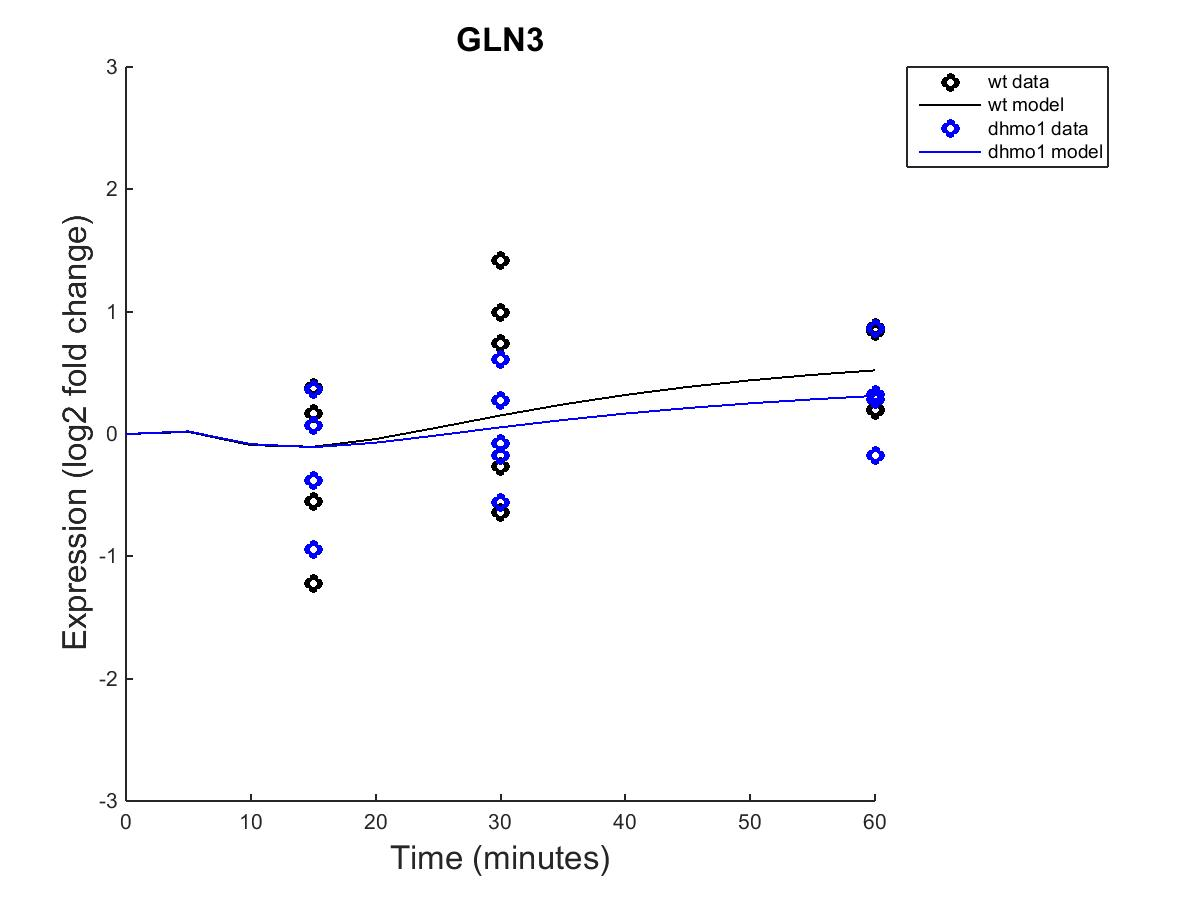 GLN3
wt data
wt model
dhmo1 data
dhmo1 model
Expression (log2 fold change)
3
2
1
0
-1
-2
-3
0 10 20 30 40 50 60
Time (minutes)